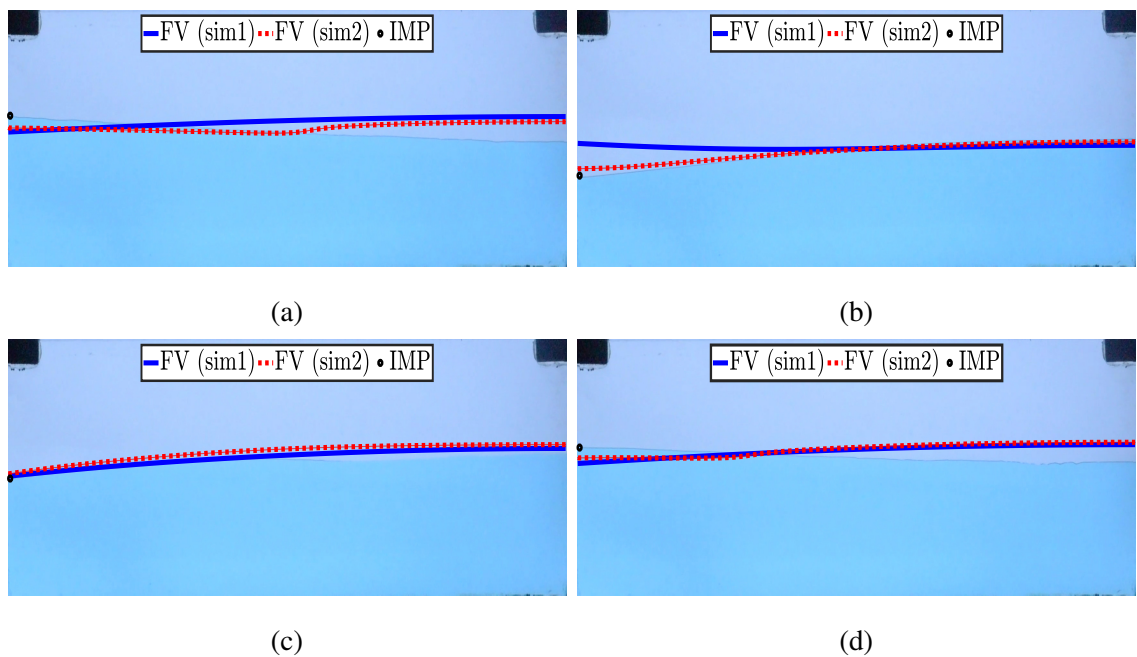 FV (sim1) FV (sim2) IMP
FV (sim1) FV (sim2) IMP
(a)
(b)
FV (sim1) FV (sim2) IMP
FV (sim1) FV (sim2) IMP
(c)
(d)